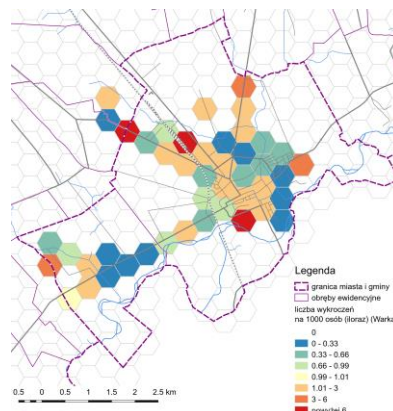 Legenda
granica miasta i gminy
obręby ewidencyjne
liczba wykroczeń
na 1000 osób (iloraz) (Warka)
0
0 - 0.33
0.33 - 0.66
0.66 - 0.99
0.99 - 1.01
1.01 - 3
3 - 6
powyżej 6
0.5 0 0.5 1 1.5 2 2.5 km